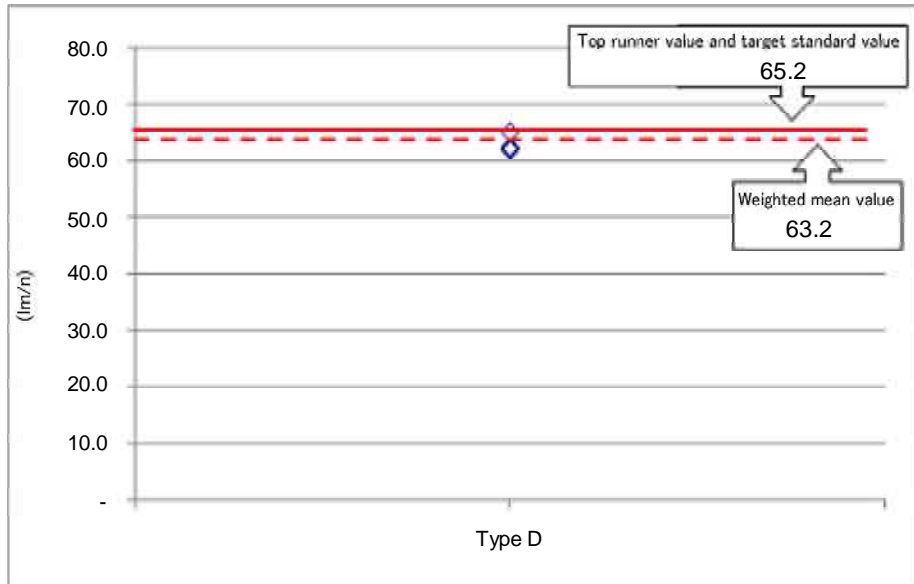 Top runner value and target standard value
65.2
80.0
70.0
60.0
50.0
40.0
30.0
20.0
10.0
-
(lm/n)
Weighted mean value
63.2
Type D